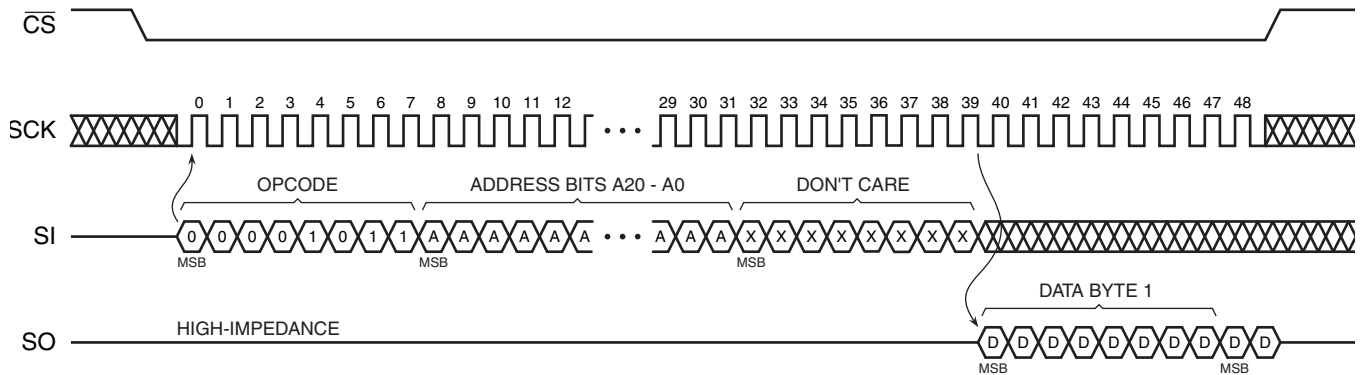 CS
0 1 2 3 4 5 6 7 8 9 10 11 12 29 30 31 32 33 34 35 36 37 38 39 40 41 42 43 44 45 46 47 48
SCK
OPCODE ADDRESS BITS A20 - A0 DON'T CARE
SI 0 0 0 0 1 0 1 1 A A A A A A A A A X X X X X X X X
MSB MSB MSB
DATA BYTE 1
HIGH-IMPEDANCE
SO D D D D D D D D D D
MSB MSB